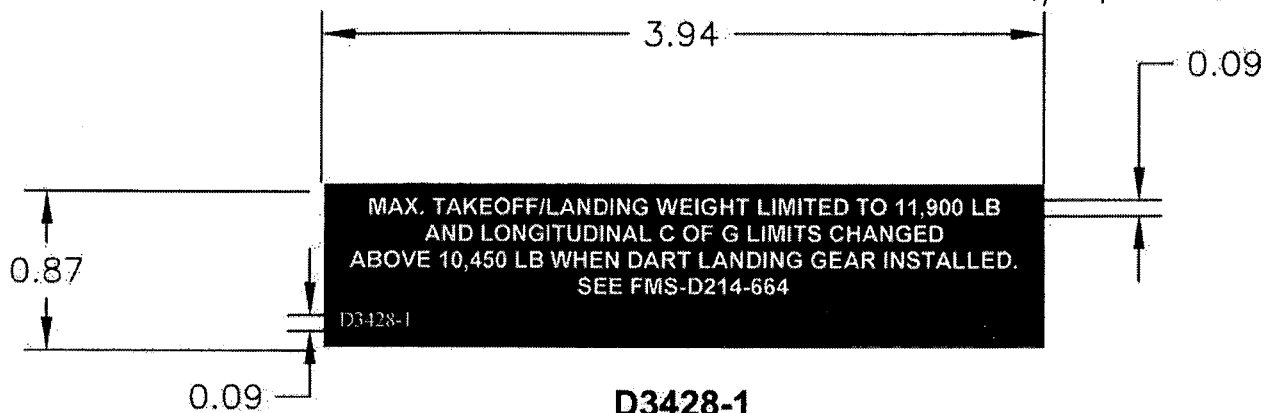 3.94
0.09
MAX. TAKEOFF/LANDING WEIGHT LIMITED TO 11,900 LB
AND LONGITUDINAL C OF G LIMITS CHANGED
ABOVE 10,450 LB WHEN DART LANDING GEAR INSTALLED.
SEE FMS-D214-664
0.87
D3428-1
0.09
D3428-1